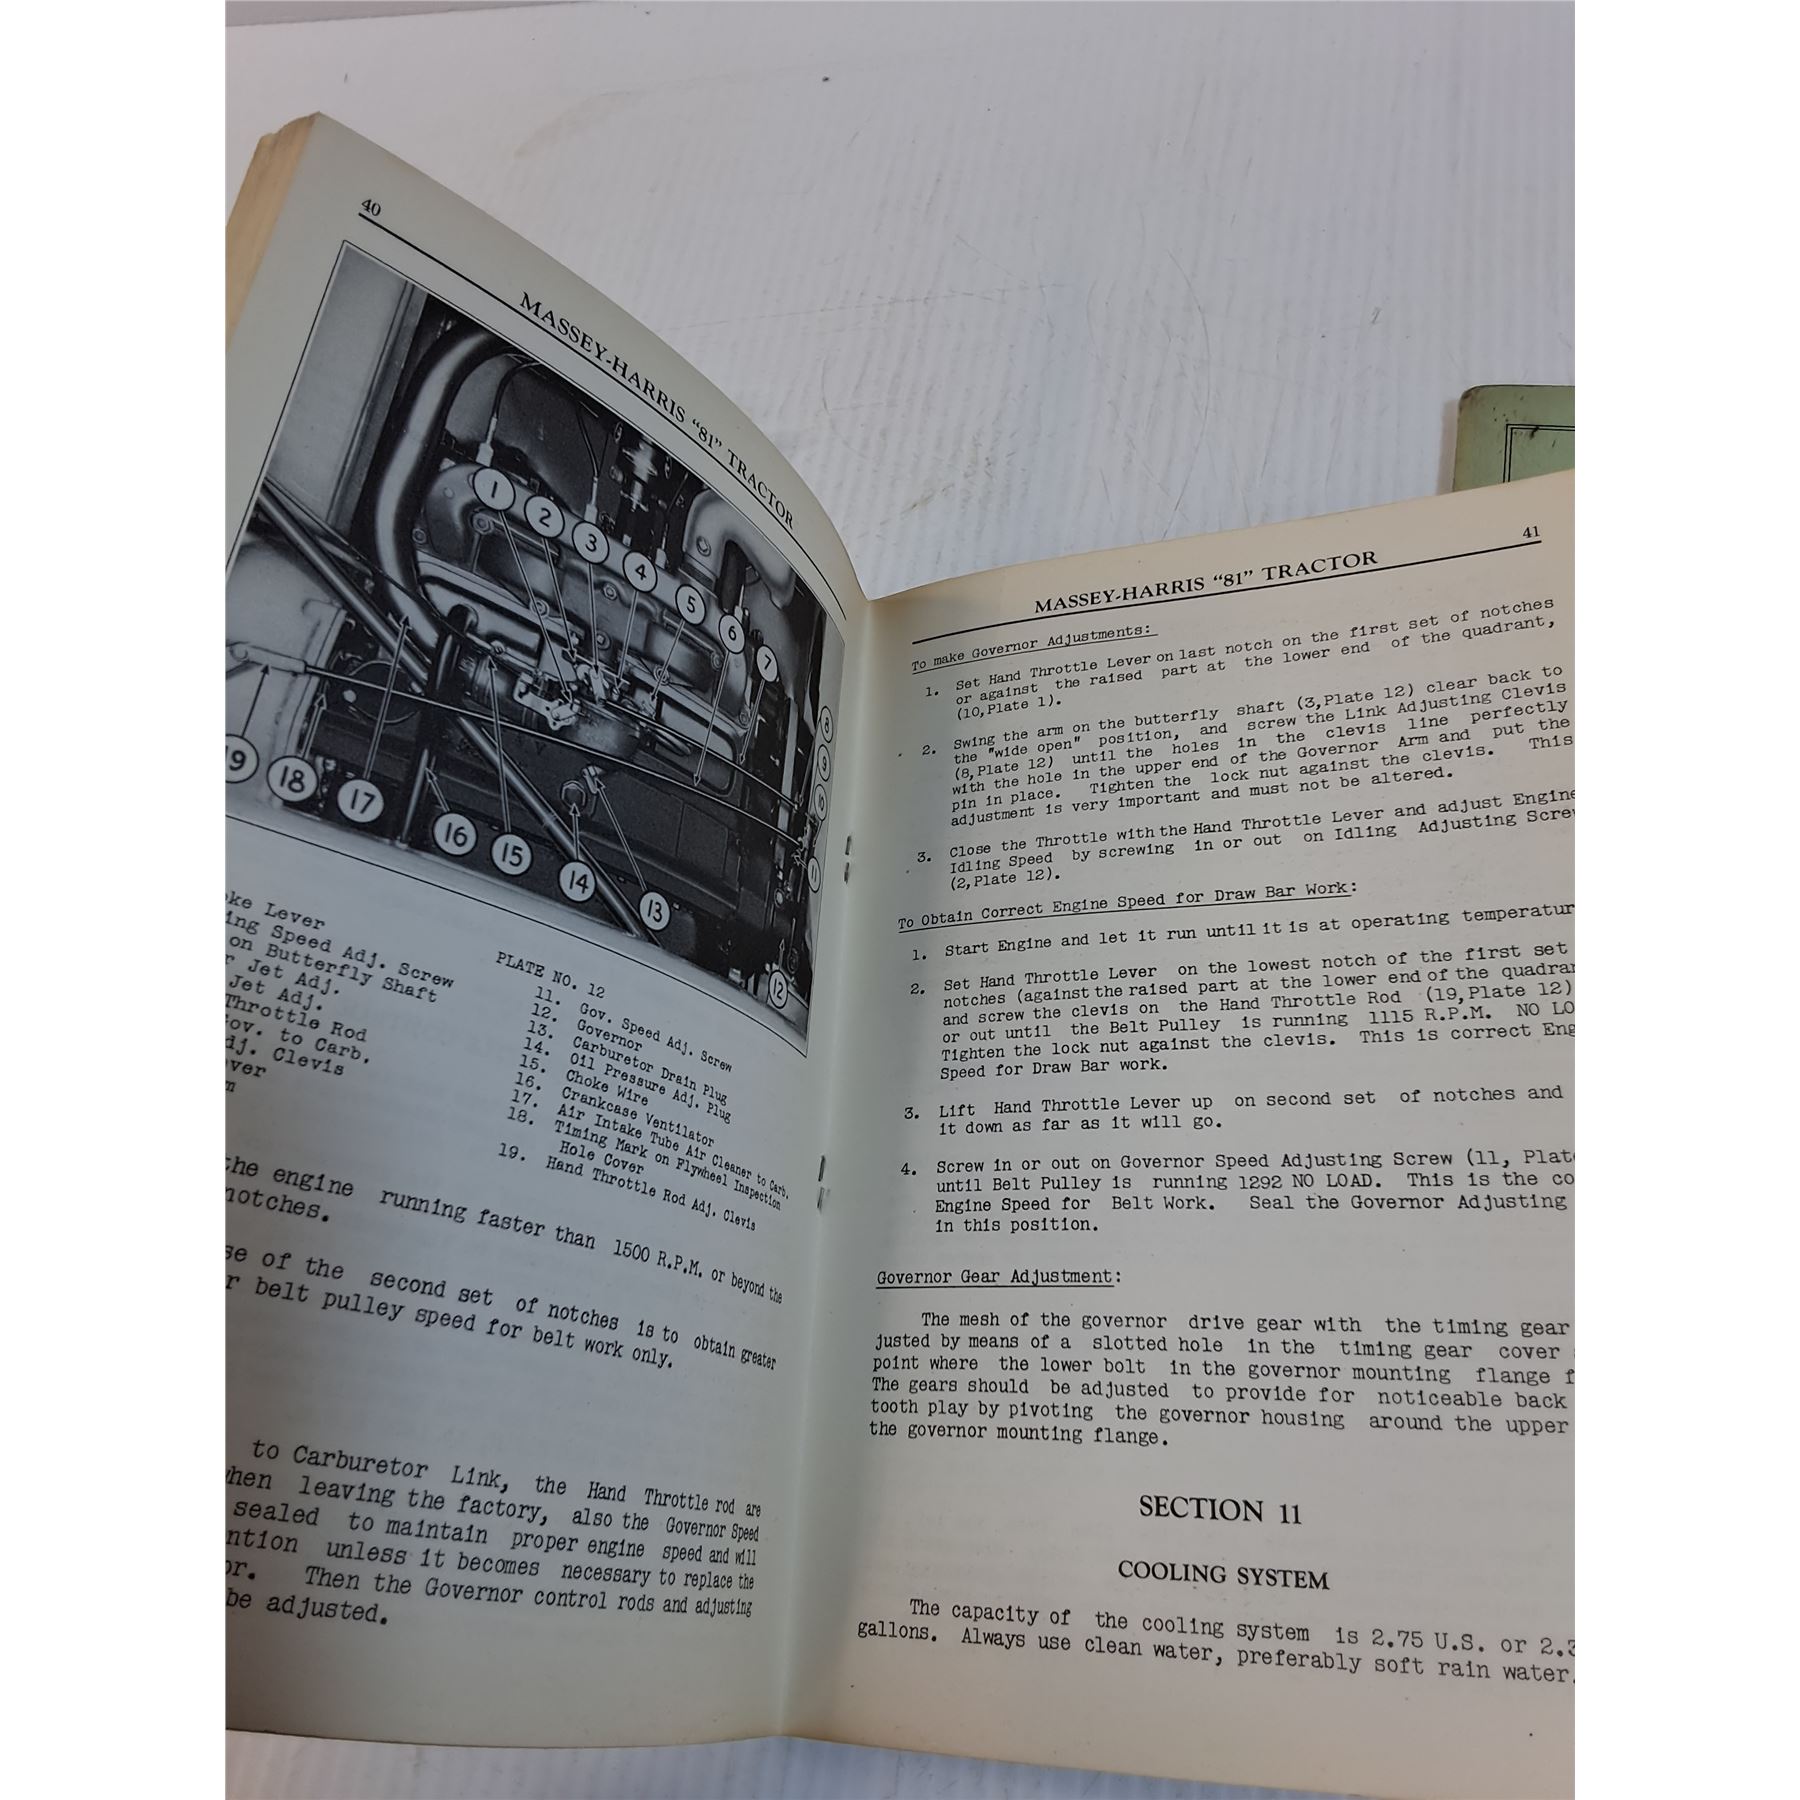 40
MASSEY-HARRIS "81" TRACTOR
1
2
3
4
5
6
7
8
9
10
11
12
13
14
15
16
17
18
19
Lever
Speed Adj. Screw
on Butterfly Shaft
Jet Adj.
Jet Adj.
Throttle Rod
to Carb.
Clevis
PLATE NO. 12
11. Gov. Speed Adj. Screw
12. Governor
13. Carburetor Drain Plug
14. Oil Pressure Adj. Plug
15. Choke Wire
16. Crankcase Ventilator
17. Air Intake Tube Air Cleaner to Carb.
18. Timing Mark on Flywheel Inspection
Hole Cover
19. Hand Throttle Rod Adj. Clevis
the engine running faster than 1500 R.P.M. or beyond the
notches.
of the second set of notches is to obtain greater
belt pulley speed for belt work only.
to Carburetor Link, the Hand Throttle rod are
leaving the factory, also the Governor Speed
sealed to maintain proper engine speed and will
unless it becomes necessary to replace the
Then the Governor control rods and adjusting
be adjusted.
41
MASSEY-HARRIS "81" TRACTOR
To make Governor Adjustments:
1. Set Hand Throttle Lever on last notch on the first set of notches
or against the raised part at the lower end of the quadrant,
(10,Plate 1).
2. Swing the arm on the butterfly shaft (3,Plate 12) clear back to
the "wide open" position, and screw the Link Adjusting Clevis
(8,Plate 12) until the holes in the clevis line perfectly
with the hole in the upper end of the Governor Arm and put the
pin in place. Tighten the lock nut against the clevis. This
adjustment is very important and must not be altered.
3. Close the Throttle with the Hand Throttle Lever and adjust Engine
Idling Speed by screwing in or out on Idling Adjusting Screw
(2,Plate 12).
To Obtain Correct Engine Speed for Draw Bar Work:
1. Start Engine and let it run until it is at operating temperatur
2. Set Hand Throttle Lever on the lowest notch of the first set
notches (against the raised part at the lower end of the quadran
and screw the clevis on the Hand Throttle Rod (19,Plate 12)
or out until the Belt Pulley is running 1115 R.P.M. NO LO
Tighten the lock nut against the clevis. This is correct Eng
Speed for Draw Bar work.
3. Lift Hand Throttle Lever up on second set of notches and
it down as far as it will go.
4. Screw in or out on Governor Speed Adjusting Screw (11, Plat
until Belt Pulley is running 1292 NO LOAD. This is the co
Engine Speed for Belt Work. Seal the Governor Adjusting
in this position.
Governor Gear Adjustment:
The mesh of the governor drive gear with the timing gear
justed by means of a slotted hole in the timing gear cover
point where the lower bolt in the governor mounting flange f
The gears should be adjusted to provide for noticeable back
tooth play by pivoting the governor housing around the upper
the governor mounting flange.
SECTION 11
COOLING SYSTEM
The capacity of the cooling system is 2.75 U.S. or 2.3
gallons. Always use clean water, preferably soft rain water.